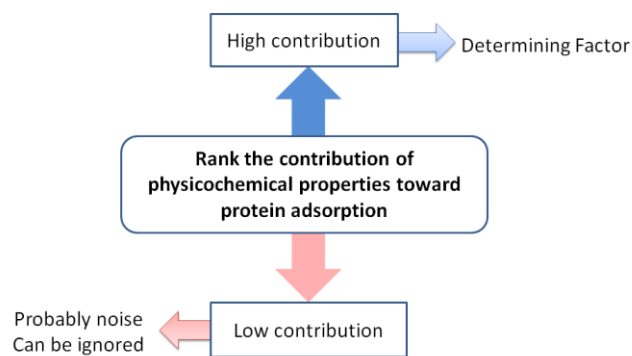 High contribution
Determining Factor
Rank the contribution of
physicochemical properties toward
protein adsorption
Probably noise
Can be ignored
Low contribution